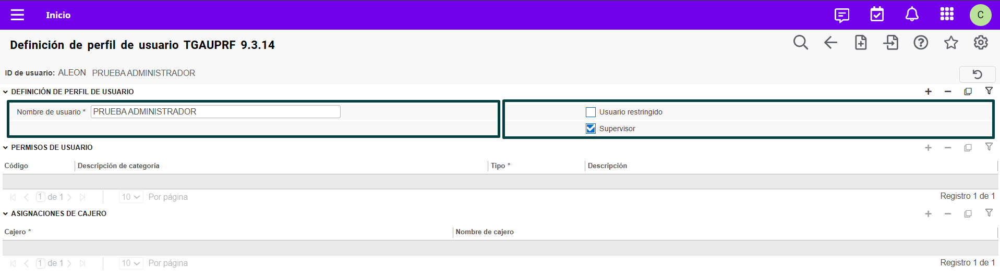 Inicio
C
Definición de perfil de usuario TGAUPRF 9.3.14
ID de usuario: ALEON PRUEBA ADMINISTRADOR
DEFINICIÓN DE PERFIL DE USUARIO
Nombre de usuario * PRUEBA ADMINISTRADOR
Usuario restringido
Supervisor
PERMISOS DE USUARIO
Código Descripción de categoría Tipo * Descripción
1 de 1 10 Por página Registro 1 de 1
ASIGNACIONES DE CAJERO
Cajero * Nombre de cajero
1 de 1 10 Por página Registro 1 de 1